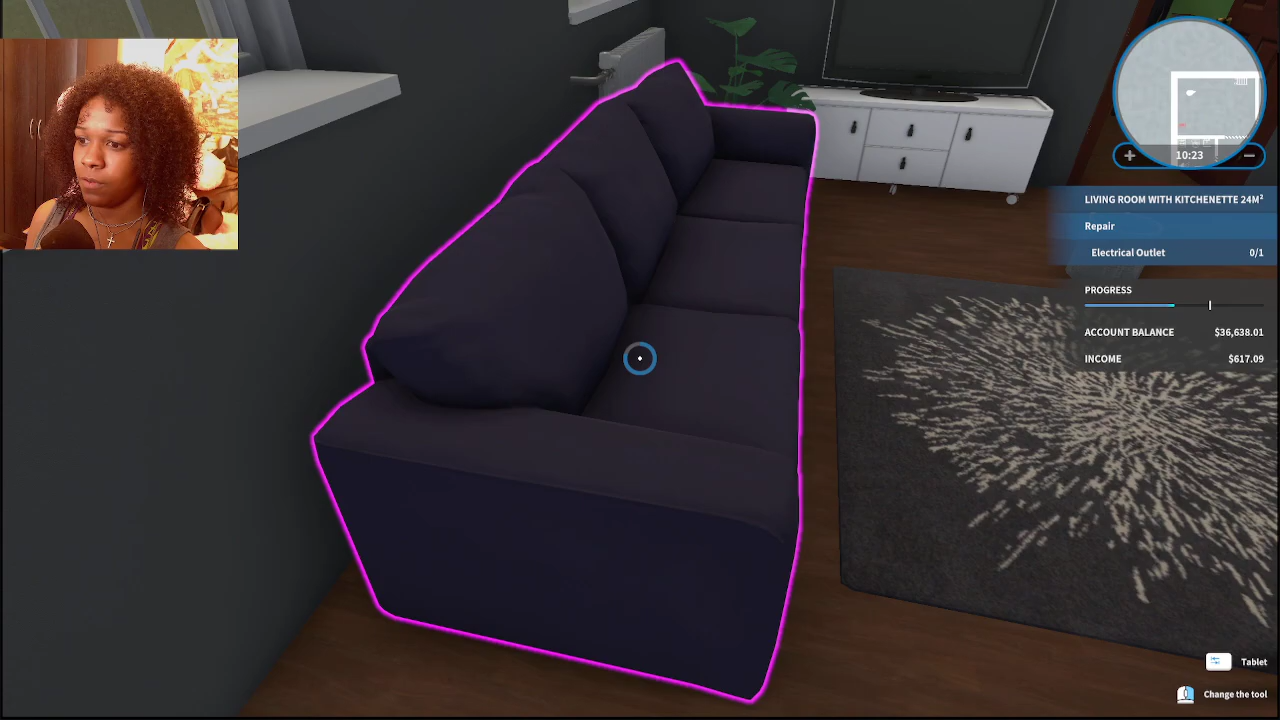 10:23
LIVING ROOM WITH KITCHENETTE 24M²
Repair
Electrical Outlet 0/1
PROGRESS
ACCOUNT BALANCE $36,638.01
INCOME $617.09
Tablet
Change the tool